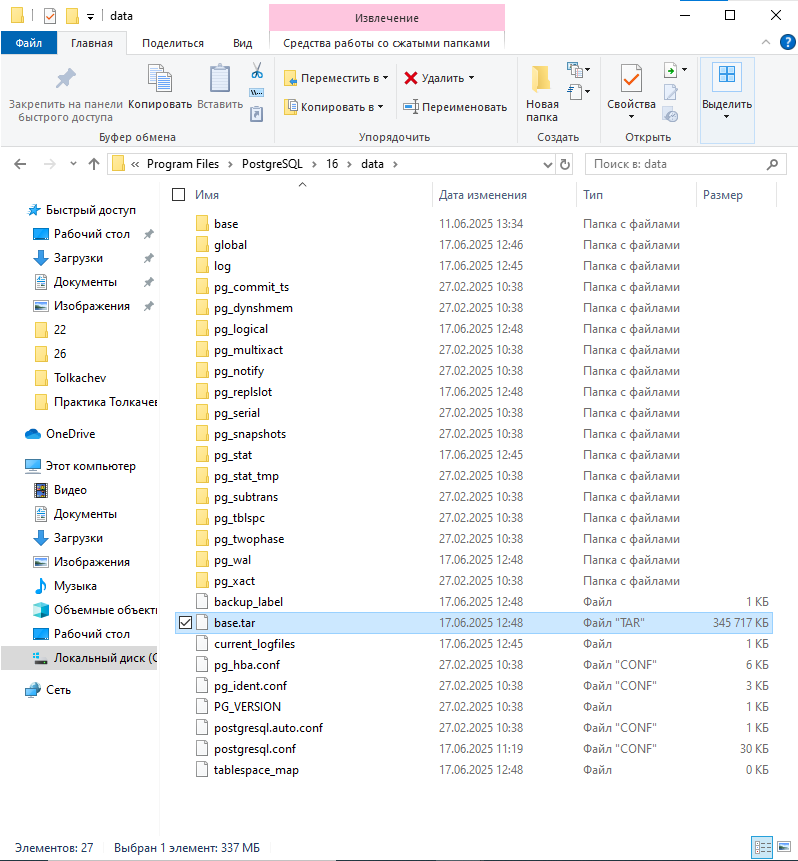 data
Извлечение
Файл Главная Поделиться Вид Средства работы со сжатыми папками
Закрепить на панели быстрого доступа
Копировать
Вставить
Переместить в
Копировать в
Удалить
Переименовать
Новая папка
Свойства
Выделить
Буфер обмена Упорядочить Создать Открыть
« Program Files > PostgreSQL > 16 > data >
Поиск в: data
Быстрый доступ
Рабочий стол
Загрузки
Документы
Изображения
22
26
Tolkachev
Практика Толкачев
OneDrive
Этот компьютер
Видео
Документы
Загрузки
Изображения
Музыка
Объемные объекты
Рабочий стол
Локальный диск (C
Сеть
Имя Дата изменения Тип Размер
base 11.06.2025 13:34 Папка с файлами
global 17.06.2025 12:46 Папка с файлами
log 17.06.2025 12:45 Папка с файлами
pg_commit_ts 27.02.2025 10:38 Папка с файлами
pg_dynshmem 27.02.2025 10:38 Папка с файлами
pg_logical 17.06.2025 12:48 Папка с файлами
pg_multixact 27.02.2025 10:38 Папка с файлами
pg_notify 27.02.2025 10:38 Папка с файлами
pg_replslot 17.06.2025 12:48 Папка с файлами
pg_serial 27.02.2025 10:38 Папка с файлами
pg_snapshots 27.02.2025 10:38 Папка с файлами
pg_stat 17.06.2025 12:45 Папка с файлами
pg_stat_tmp 27.02.2025 10:38 Папка с файлами
pg_subtrans 27.02.2025 10:38 Папка с файлами
pg_tblspc 27.02.2025 10:38 Папка с файлами
pg_twophase 27.02.2025 10:38 Папка с файлами
pg_wal 17.06.2025 12:48 Папка с файлами
pg_xact 27.02.2025 10:38 Папка с файлами
backup_label 17.06.2025 12:48 Файл 1 КБ
base.tar 17.06.2025 12:48 Файл "TAR" 345 717 КБ
current_logfiles 17.06.2025 12:45 Файл 1 КБ
pg_hba.conf 27.02.2025 10:38 Файл "CONF" 6 КБ
pg_ident.conf 27.02.2025 10:38 Файл "CONF" 3 КБ
PG_VERSION 27.02.2025 10:38 Файл 1 КБ
postgresql.auto.conf 27.02.2025 10:38 Файл "CONF" 1 КБ
postgresql.conf 17.06.2025 11:19 Файл "CONF" 30 КБ
tablespace_map 17.06.2025 12:48 Файл 0 КБ
Элементов: 27 Выбран 1 элемент: 337 МБ